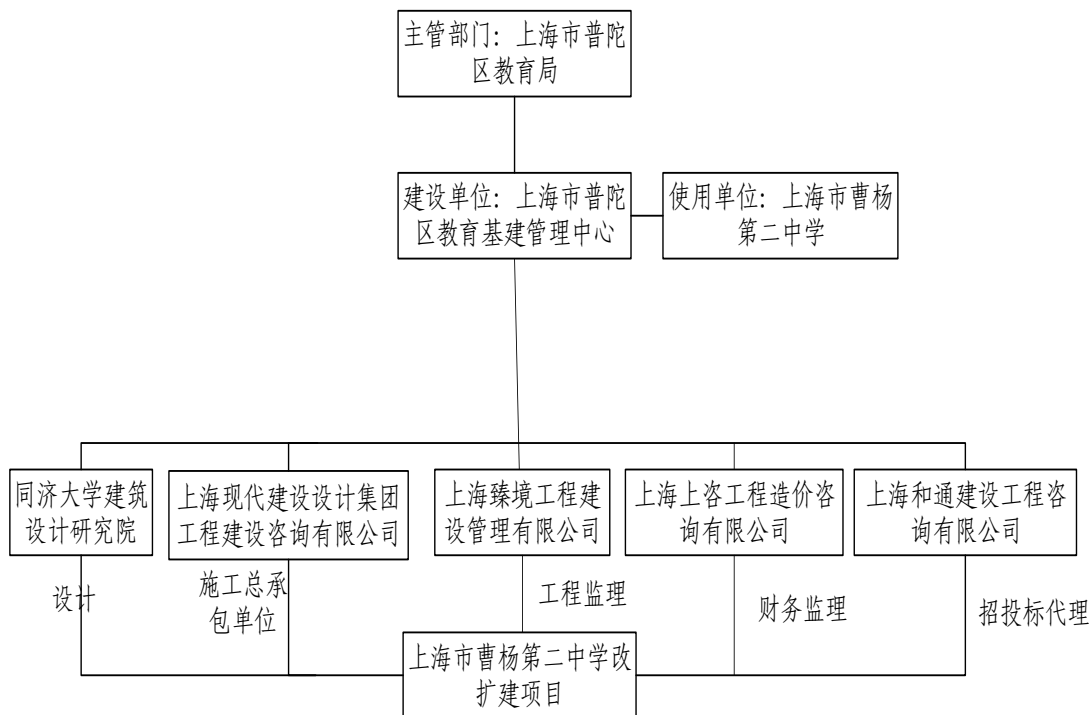 主管部门：上海市普陀
区教育局
建设单位：上海市普陀
区教育基建管理中心
使用单位：上海市曹杨
第二中学
同济大学建筑
设计研究院
上海现代建设设计集团
工程建设咨询有限公司
上海臻境工程建
设管理有限公司
上海上咨工程造价咨
询有限公司
上海和通建设工程咨
询有限公司
设计
施工总承
包单位
工程监理
财务监理
招投标代理
上海市曹杨第二中学改
扩建项目